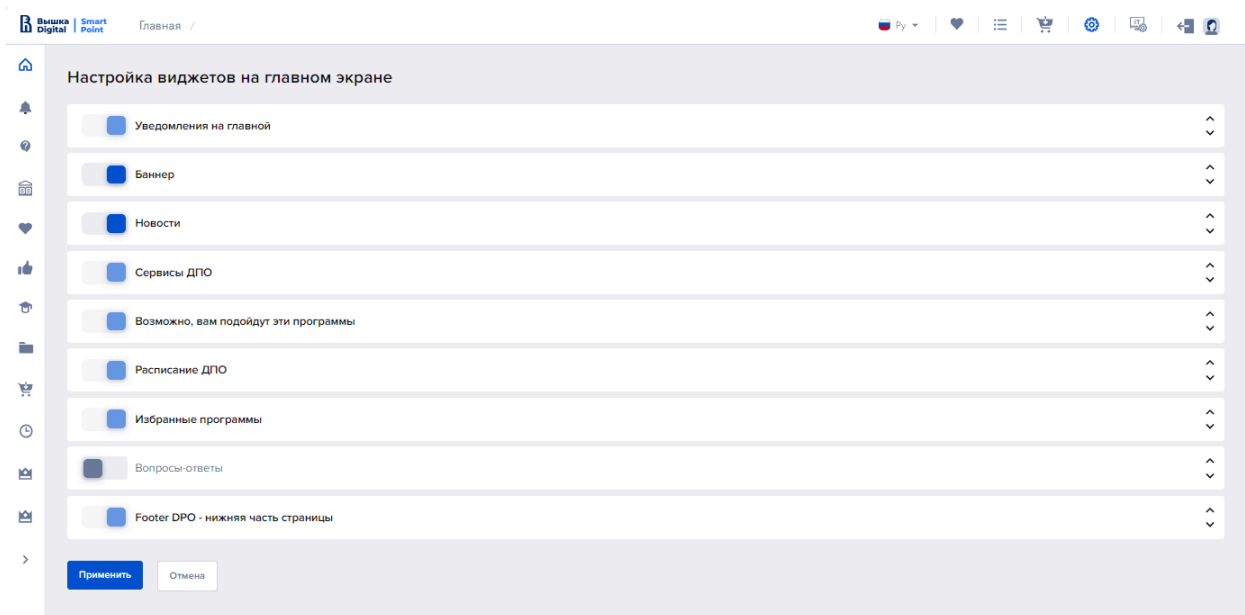 Вышка | Smart
Digital | Point
Главная /
Ру
IT
Настройка виджетов на главном экране
Уведомления на главной
Баннер
Новости
Сервисы ДПО
Возможно, вам подойдут эти программы
Расписание ДПО
Избранные программы
Вопросы-ответы
Footer DPO - нижняя часть страницы
Применить
Отмена